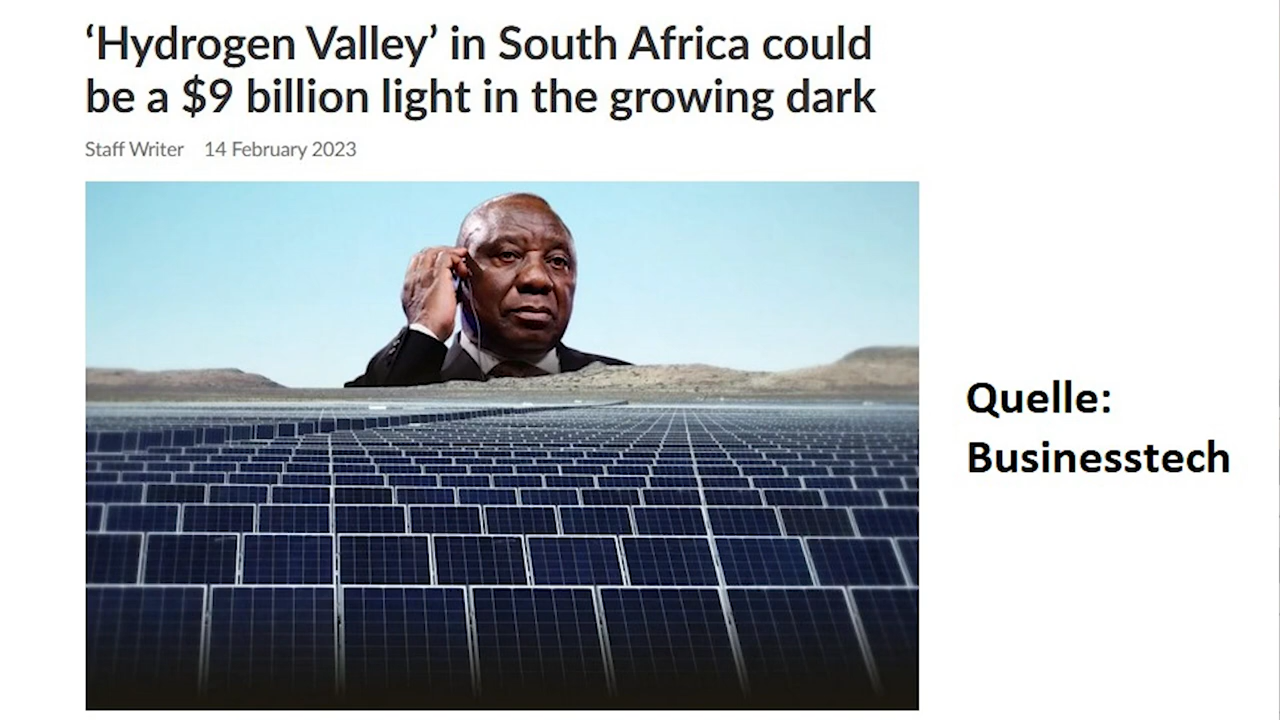 ‘Hydrogen Valley’ in South Africa could
be a $9 billion light in the growing dark
Staff Writer 14 February 2023
Quelle:
Businesstech